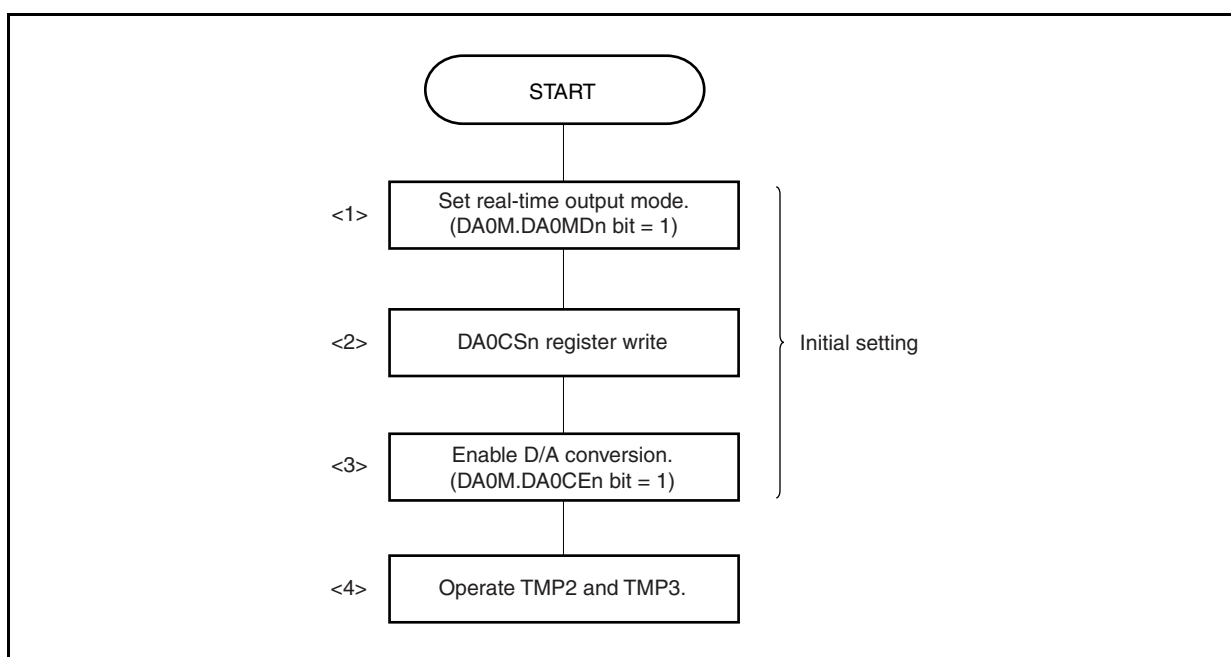 START
<1>
Set real-time output mode.
(DA0M.DA0MDn bit = 1)
<2>
DA0CSn register write
Initial setting
<3>
Enable D/A conversion.
(DA0M.DA0CEn bit = 1)
<4>
Operate TMP2 and TMP3.